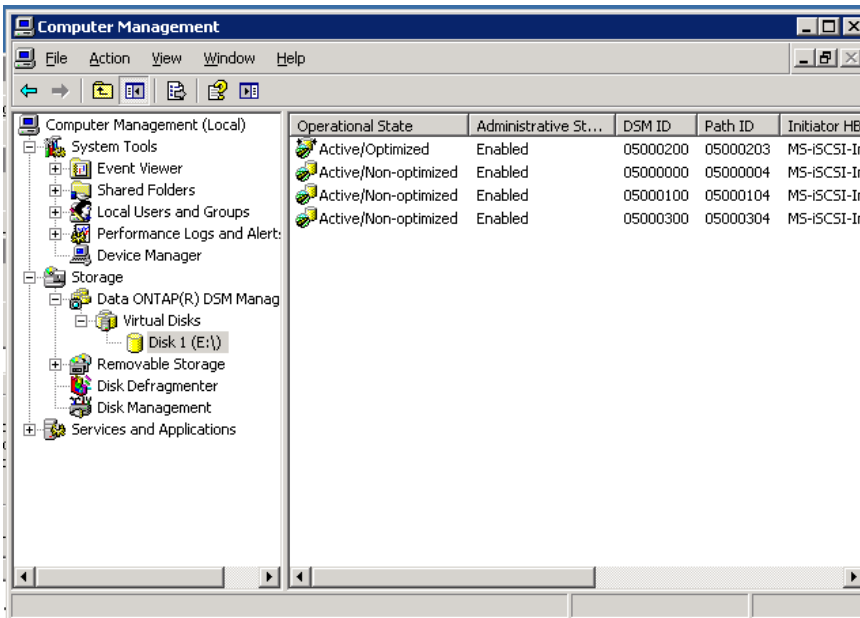 Computer Management
File Action View Window Help
Computer Management (Local)
System Tools
Event Viewer
Shared Folders
Local Users and Groups
Performance Logs and Alert:
Device Manager
Storage
Data ONTAP(R) DSM Manag
Virtual Disks
Disk 1 (E:\)
Removable Storage
Disk Defragmenter
Disk Management
Services and Applications
Operational State Administrative St... DSM ID Path ID Initiator HB
Active/Optimized Enabled 05000200 05000203 MS-iSCSI-In
Active/Non-optimized Enabled 05000000 05000004 MS-iSCSI-In
Active/Non-optimized Enabled 05000100 05000104 MS-iSCSI-In
Active/Non-optimized Enabled 05000300 05000304 MS-iSCSI-In